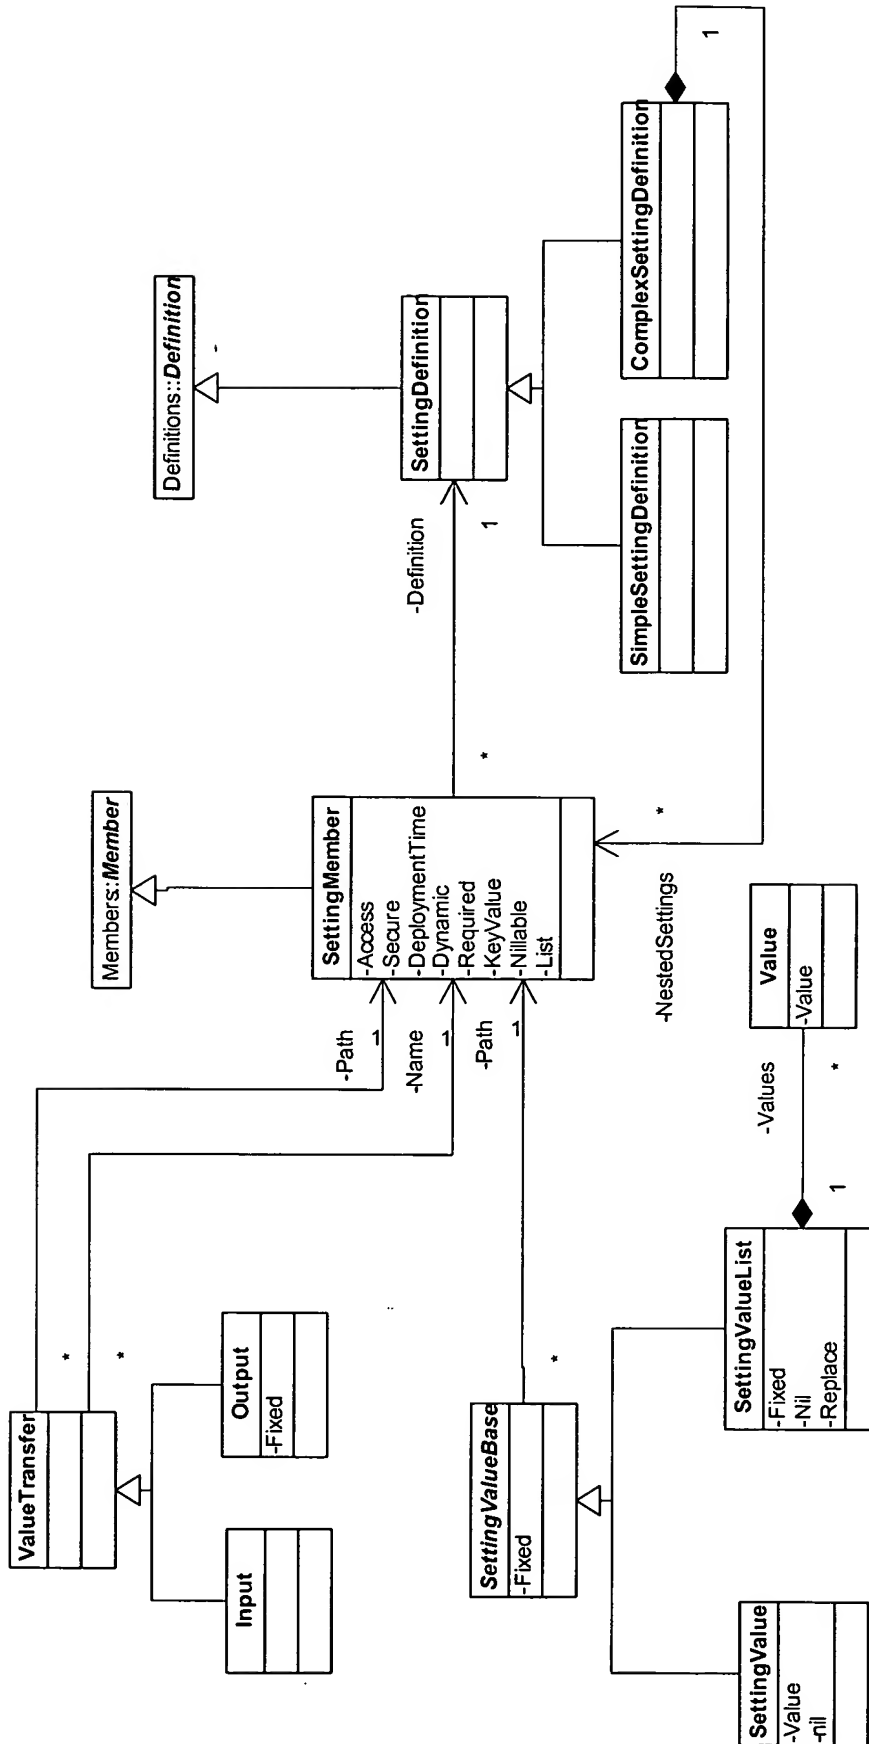 ValueTransfer
*
*
Input
Output
-Fixed
Members::Member
Definitions::Definition
-Path
1
-Name
1
-Path
1
SettingMember
-Access
-Secure
-DeploymentTime
-Dynamic
-Required
-KeyValue
-Nillable
-List
-Definition
*
1
SettingDefinition
SettingValueBase
-Fixed
*
SimpleSettingDefinition
ComplexSettingDefinition
1
-NestedSettings
*
SettingValue
-Value
-nil
SettingValueList
-Fixed
-Nil
-Replace
-Values
1
*
Value
-Value